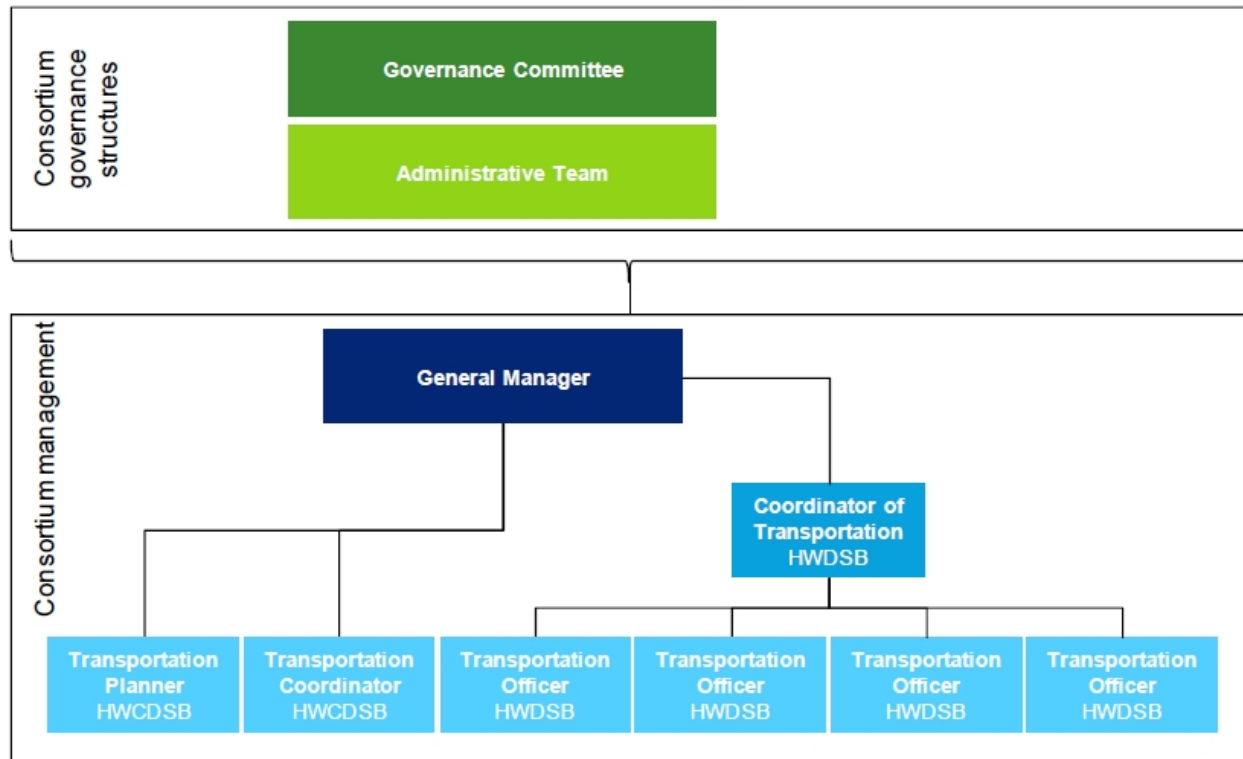 Consortium
governance
structures
Governance Committee
Administrative Team
Consortium management
General Manager
Coordinator of
Transportation
HWDSB
Transportation
Planner
HWCDSB
Transportation
Coordinator
HWCDSB
Transportation
Officer
HWDSB
Transportation
Officer
HWDSB
Transportation
Officer
HWDSB
Transportation
Officer
HWDSB